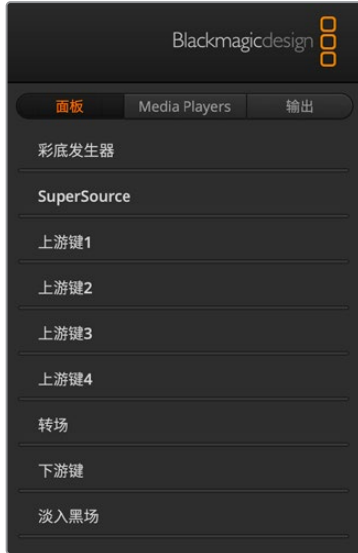 Blackmagicdesign
面板 Media Players 输出
彩底发生器
SuperSource
上游键1
上游键2
上游键3
上游键4
转场
下游键
淡入黑场